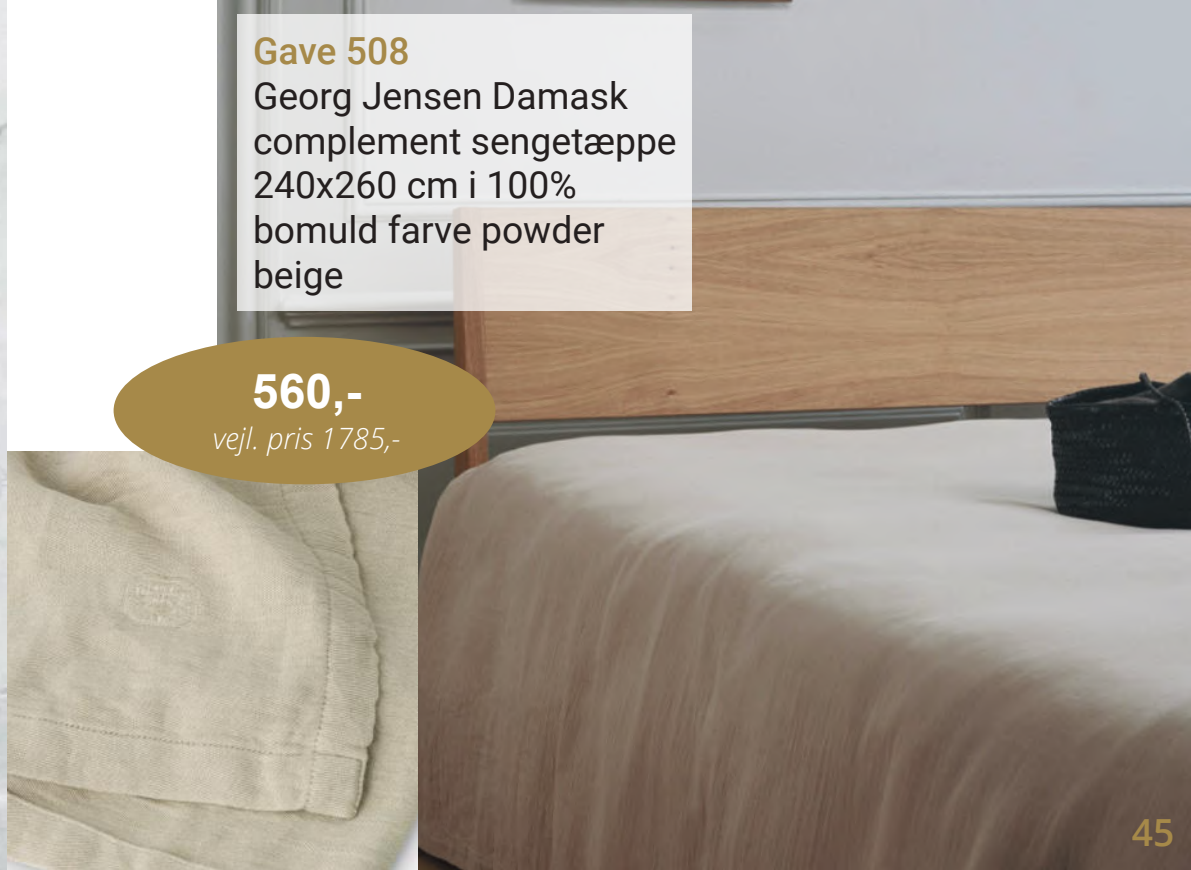 Gave 508
Georg Jensen Damask
complement sengetæppe
240x260 cm i 100%
bomuld farve powder
beige
560,-
vejl. pris 1785,-
45